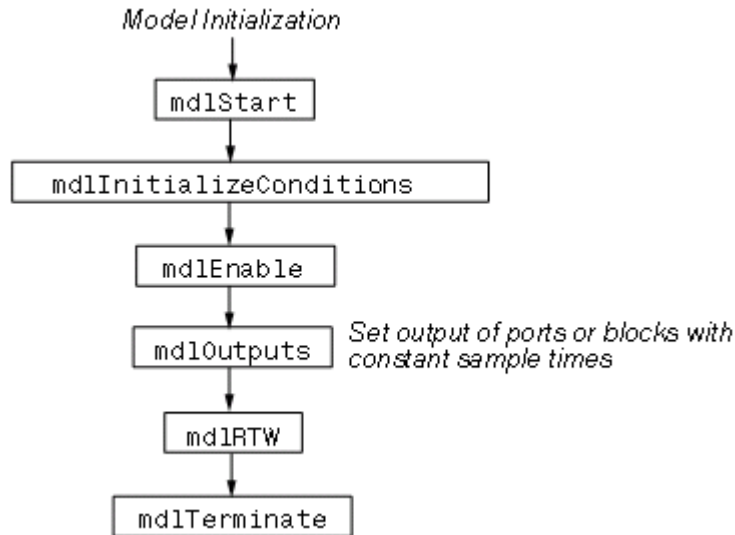 Model Initialization
mdlStart
mdlInitializeConditions
mdlEnable
mdlOutputs
Set output of ports or blocks with
constant sample times
mdlRTW
mdlTerminate